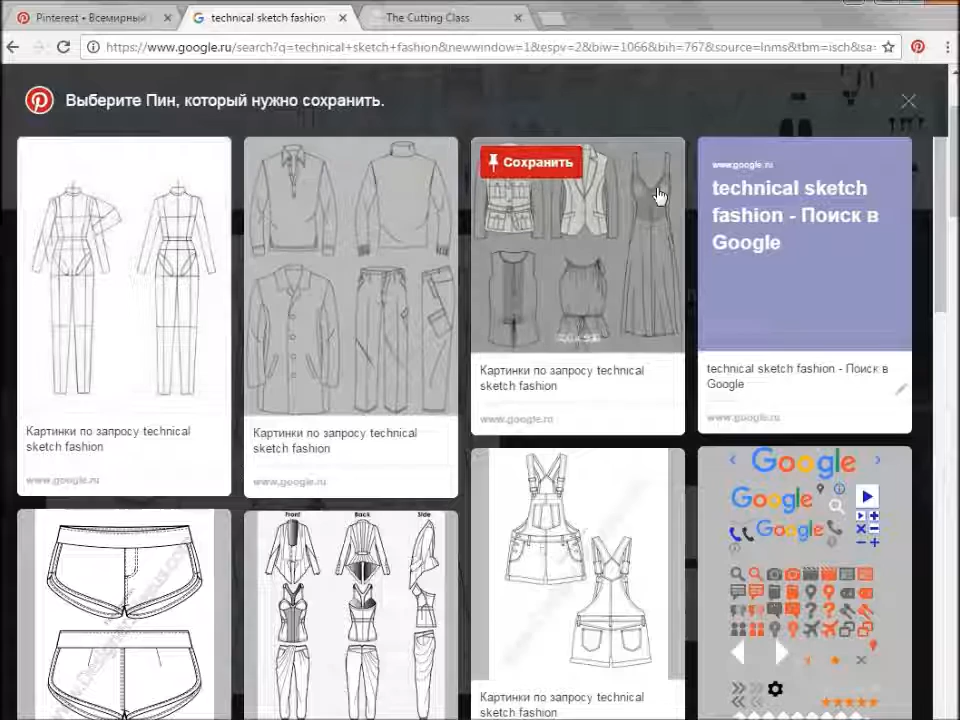 Pinterest • Всемирный
technical sketch fashion
The Cutting Class
https://www.google.ru/search?q=technical+sketch+fashion&newwindow=1&espv=2&biw=1066&bih=767&source=lnms&tbm=isch&sa=
Выберите Пин, который нужно сохранить.
Сохранить
www.google.ru
technical sketch
fashion - Поиск в
Google
Картинки по запросу technical
sketch fashion
www.google.ru
technical sketch fashion - Поиск в
Google
www.google.ru
Картинки по запросу technical
sketch fashion
www.google.ru
Картинки по запросу technical
sketch fashion
www.google.ru
Google
Google
Google
Front
Back
Side
Картинки по запросу technical
sketch fashion